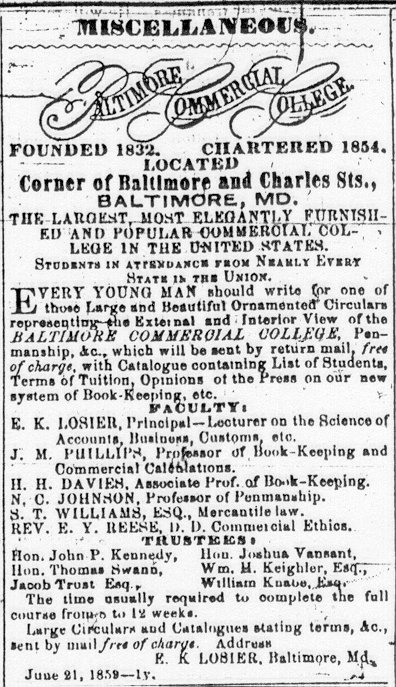 MISCELLANEOUS.
BALTIMORE COMMERCIAL COLLEGE.
FOUNDED 1832. CHARTERED 1854.
LOCATED
Corner of Baltimore and Charles Sts.,
BALTIMORE, MD.
THE LARGEST, MOST ELEGANTLY FURNISH-
ED AND POPULAR COMMERCIAL COL-
LEGE IN THE UNITED STATES.
STUDENTS IN ATTENDANCE FROM NEARLY EVERY
STATE IN THE UNION.
EVERY YOUNG MAN should write for one of
those Large and Beautiful Ornamented Circulars
representing the External and Interior View of the
BALTIMORE COMMERCIAL COLLEGE, Pen-
manship, &c., which will be sent by return mail, free
of charge, with Catalogue containing List of Students,
Terms of Tuition, Opinions of the Press on our new
system of Book-Keeping, etc.
FACULTY:
E. K. LOSIER, Principal—Lecturer on the Science of
Accounts, Business, Customs, etc.
J. M. PHILLIPS, Professor of Book-Keeping and
Commercial Calculations.
H. H. DAVIES, Associate Prof. of Book-Keeping.
N. C. JOHNSON, Professor of Penmanship.
S. T. WILLIAMS, ESQ., Mercantile law.
REV. E. Y. REESE, D. D. Commercial Ethics.
TRUSTEES:
Hon. John P. Kennedy, Hon. Joshua Vansant,
Hon. Thomas Swann, Wm. H. Keighler, Esq.,
Jacob Trust Esq., William Knabe, Esq.
The time usually required to complete the full
course from 8 to 12 weeks.
Large Circulars and Catalogues stating terms, &c.,
sent by mail free of charge. Address
E. K LOSIER, Baltimore, Md.
June 21, 1859—1y.